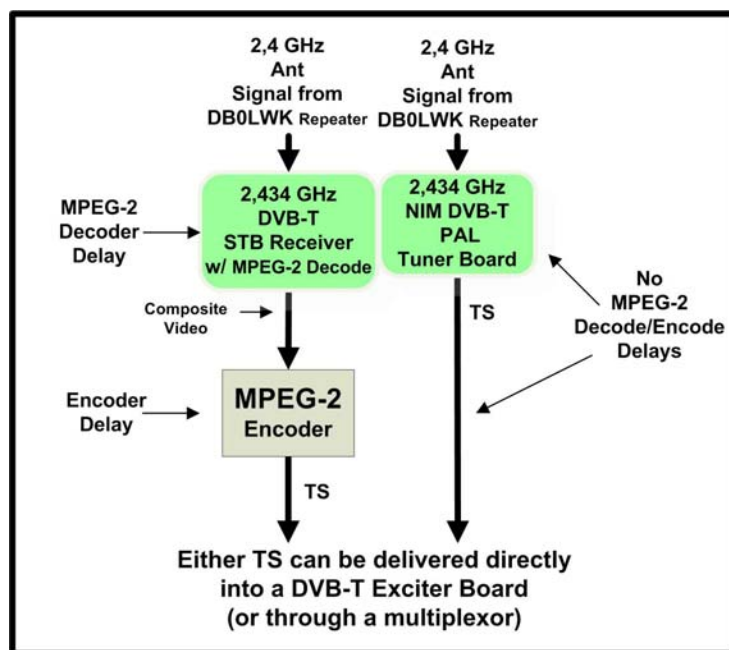 2,4 GHz
Ant
Signal from
DB0LWK Repeater
2,4 GHz
Ant
Signal from
DB0LWK Repeater
MPEG-2
Decoder
Delay
2,434 GHz
DVB-T
STB Receiver
w/ MPEG-2 Decode
2,434 GHz
NIM DVB-T
PAL
Tuner Board
Composite
Video
TS
No
MPEG-2
Decode/Encode
Delays
Encoder
Delay
MPEG-2
Encoder
TS
Either TS can be delivered directly
into a DVB-T Exciter Board
(or through a multiplexor)